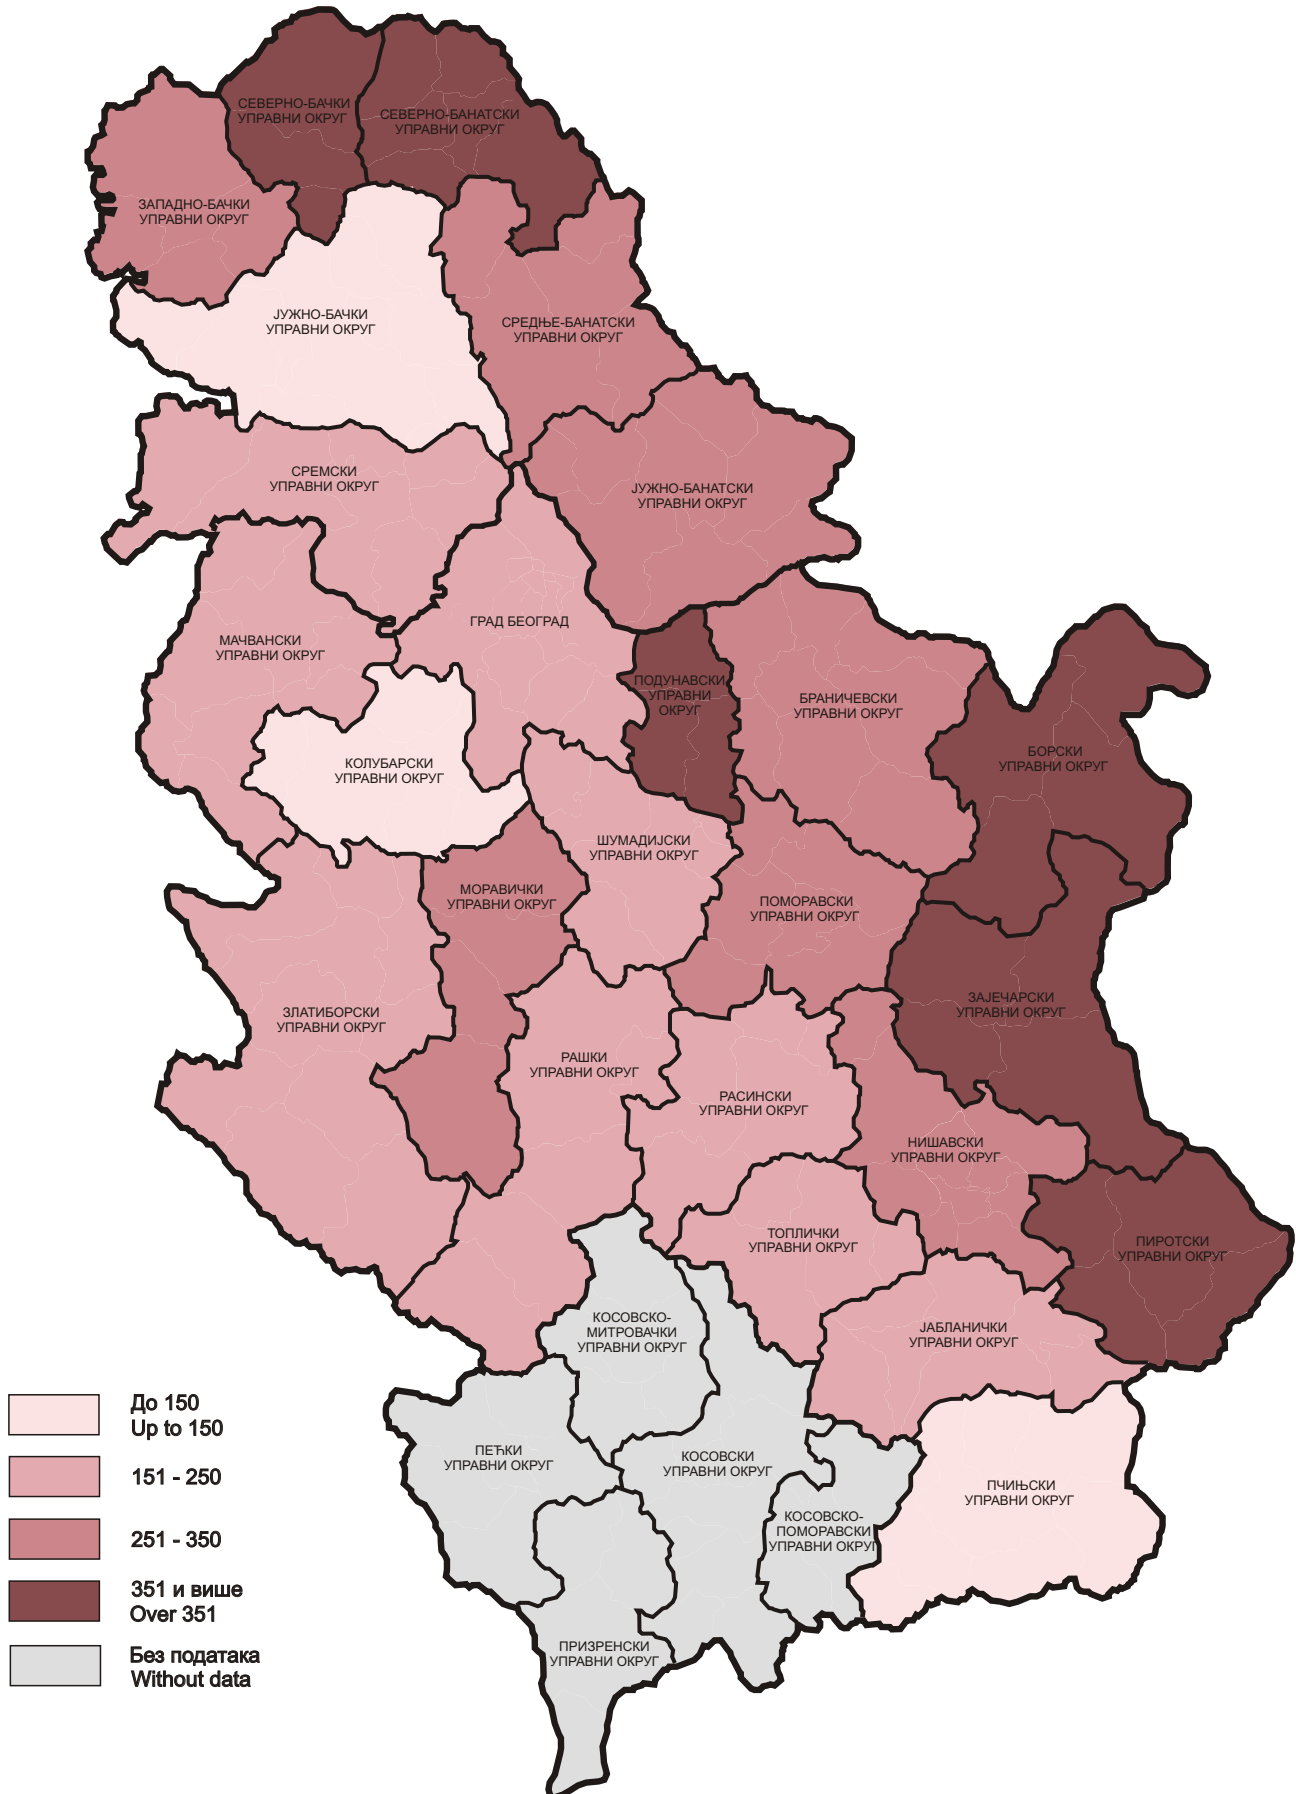 СЕВЕРНО-БАЧКИ
УПРАВНИ ОКРУГ
СЕВЕРНО-БАНАТСКИ
УПРАВНИ ОКРУГ
ЗАПАДНО-БАЧКИ
УПРАВНИ ОКРУГ
ЈУЖНО-БАЧКИ
УПРАВНИ ОКРУГ
СРЕДЊЕ-БАНАТСКИ
УПРАВНИ ОКРУГ
СРЕМСКИ
УПРАВНИ ОКРУГ
ЈУЖНО-БАНАТСКИ
УПРАВНИ ОКРУГ
ГРАД БЕОГРАД
МАЧВАНСКИ
УПРАВНИ ОКРУГ
ПОДУНАВСКИ
УПРАВНИ
ОКРУГ
БРАНИЧЕВСКИ
УПРАВНИ ОКРУГ
БОРСКИ
УПРАВНИ ОКРУГ
КОЛУБАРСКИ
УПРАВНИ ОКРУГ
ШУМАДИЈСКИ
УПРАВНИ ОКРУГ
МОРАВИЧКИ
УПРАВНИ ОКРУГ
ПОМОРАВСКИ
УПРАВНИ ОКРУГ
ЗЛАТИБОРСКИ
УПРАВНИ ОКРУГ
ЗАЈЕЧАРСКИ
УПРАВНИ ОКРУГ
РАШКИ
УПРАВНИ ОКРУГ
РАСИНСКИ
УПРАВНИ ОКРУГ
НИШАВСКИ
УПРАВНИ ОКРУГ
ТОПЛИЧКИ
УПРАВНИ ОКРУГ
ПИРОТСКИ
УПРАВНИ ОКРУГ
КОСОВСКО-
МИТРОВАЧКИ
УПРАВНИ ОКРУГ
ЈАБЛАНИЧКИ
УПРАВНИ ОКРУГ
ПЕЋКИ
УПРАВНИ ОКРУГ
КОСОВСКИ
УПРАВНИ ОКРУГ
ПЧИЊСКИ
УПРАВНИ ОКРУГ
КОСОВСКО-
ПОМОРАВСКИ
УПРАВНИ ОКРУГ
ПРИЗРЕНСКИ
УПРАВНИ ОКРУГ
До 150
Up to 150
151 - 250
251 - 350
351 и више
Over 351
Без података
Without data